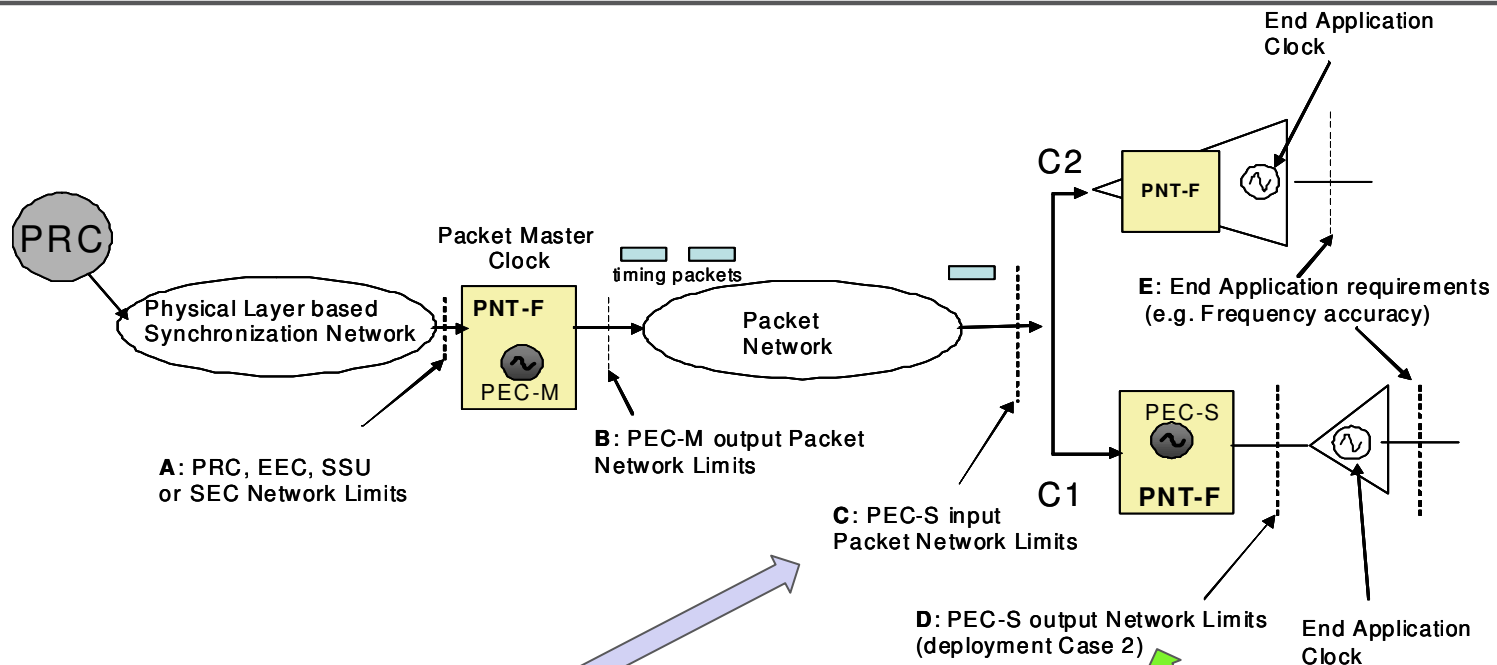 End Application
Clock
C2
PNT-F
PRC
Packet Master
Clock
timing packets
E: End Application requirements
(e.g. Frequency accuracy)
Physical Layer based
Synchronization Network
PNT-F
PEC-M
Packet
Network
A: PRC, EEC, SSU
or SEC Network Limits
B: PEC-M output Packet
Network Limits
C: PEC-S input
Packet Network Limits
C1
PEC-S
PNT-F
D: PEC-S output Network Limits
(deployment Case 2)
End Application
Clock